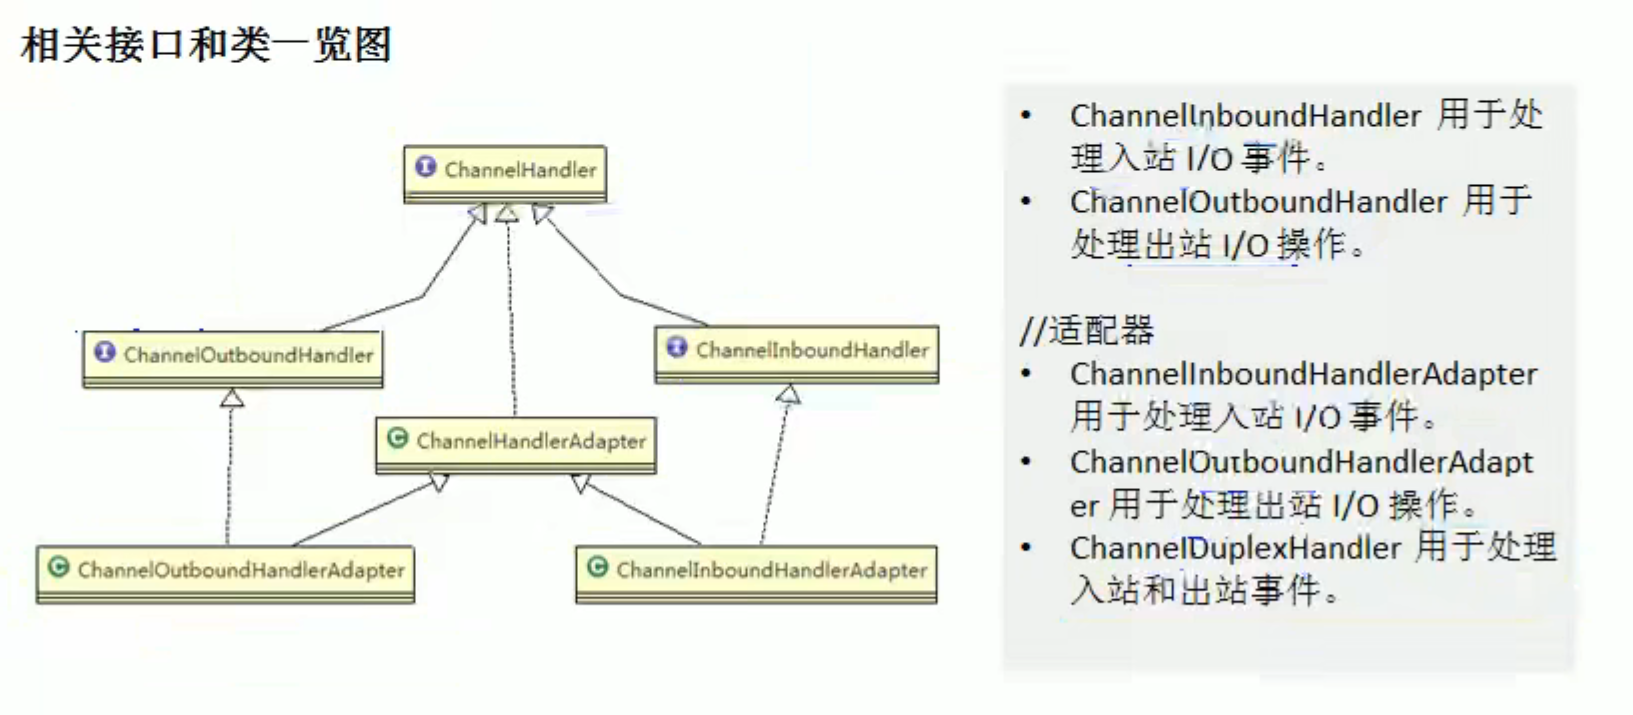 相关接口和类一览图
ChannelHandler
ChannelOutboundHandler
ChannelInboundHandler
ChannelHandlerAdapter
ChannelOutboundHandlerAdapter
ChannelInboundHandlerAdapter
• ChannelInboundHandler 用于处
理入站 I/O 事件。
• ChannelOutboundHandler 用于
处理出站 I/O 操作。
//适配器
• ChannelInboundHandlerAdapter
用于处理入站 I/O 事件。
• ChannelOutboundHandlerAdapt
er 用于处理出站 I/O 操作。
• ChannelDuplexHandler 用于处理
入站和出站事件。